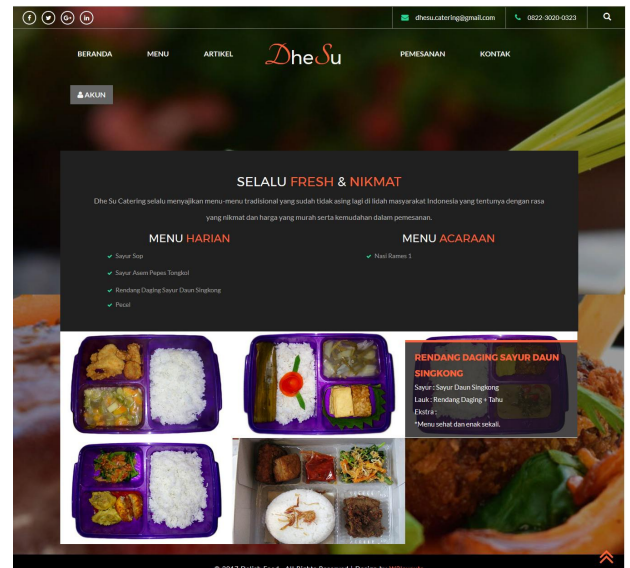 dhesu.catering@gmail.com 0822-3020-0323
BERANDA MENU ARTIKEL DheSu PEMESANAN KONTAK
AKUN
SELALU FRESH & NIKMAT
Dhe Su Catering selalu menyajikan menu-menu tradisional yang sudah tidak asing lagi di lidah masyarakat Indonesia yang tentunya dengan rasa
yang nikmat dan harga yang murah serta kemudahan dalam pemesanan.
MENU HARIAN
Sayur Sop
Sayur Asem Pepes Tongkol
Rendang Daging Sayur Daun Singkong
Pecel
MENU ACARAAN
Nasi Rames 1
RENDANG DAGING SAYUR DAUN
SINGKONG
Sayur : Sayur Daun Singkong
Lauk : Rendang Daging + Tahu
Ekstra :
*Menu sehat dan enak sekali.